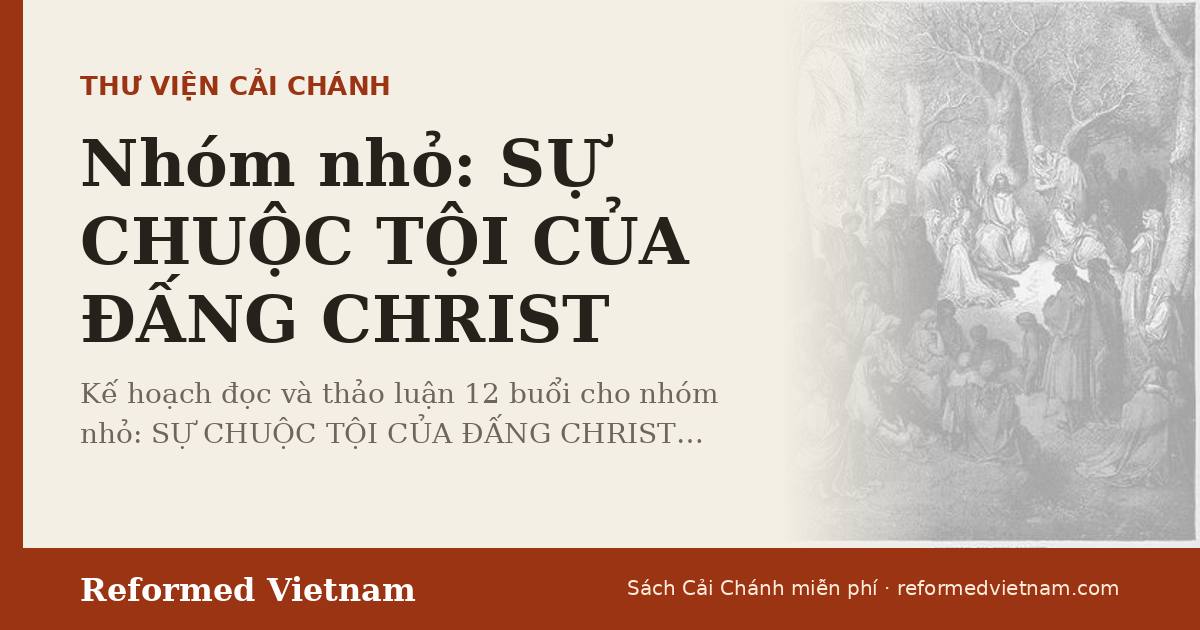 THƯ VIỆN CẢI CHÁNH
Nhóm nhỏ: SỰ
CHUỘC TỘI CỦA
ĐẤNG CHRIST
Kế hoạch đọc và thảo luận 12 buổi cho nhóm
nhỏ: SỰ CHUỘC TỘI CỦA ĐẤNG CHRIST...
Reformed Vietnam
Sách Cải Chánh miễn phí · reformedvietnam.com